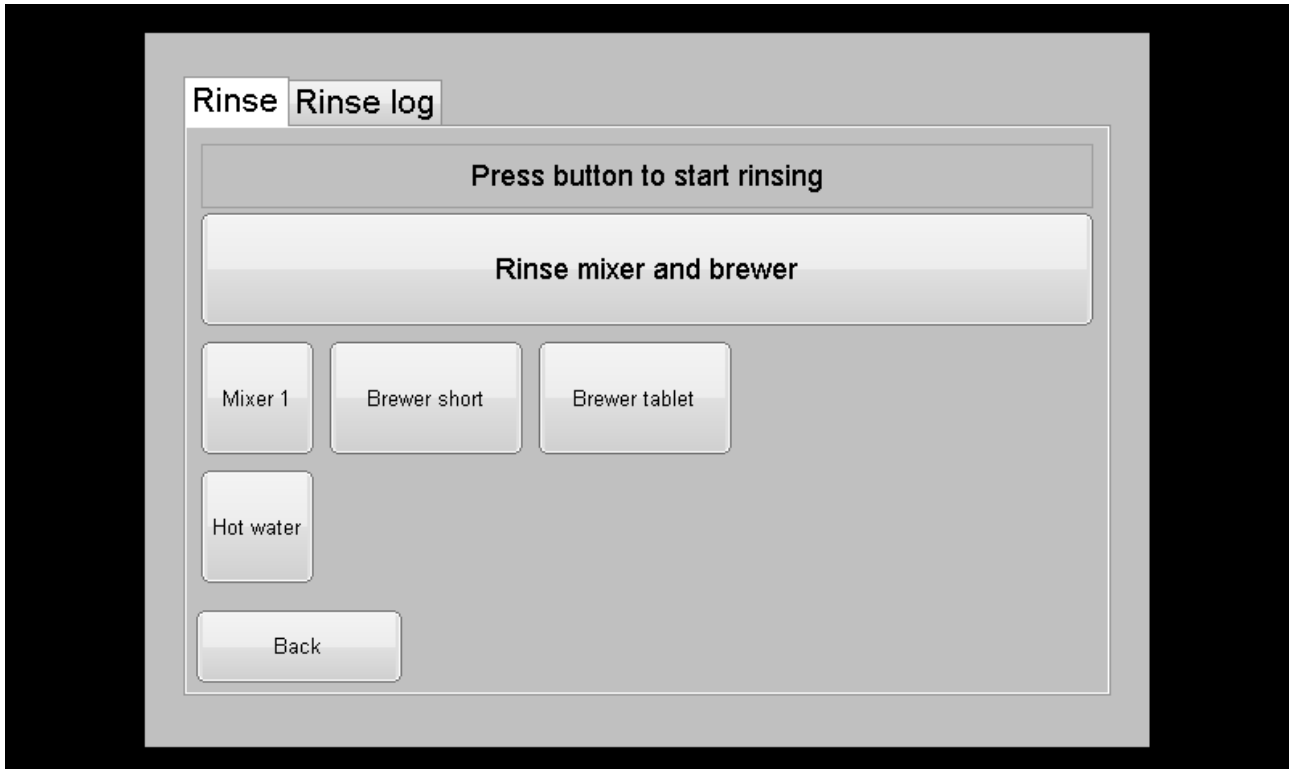 Rinse Rinse log
Press button to start rinsing
Rinse mixer and brewer
Mixer 1 Brewer short Brewer tablet
Hot water
Back